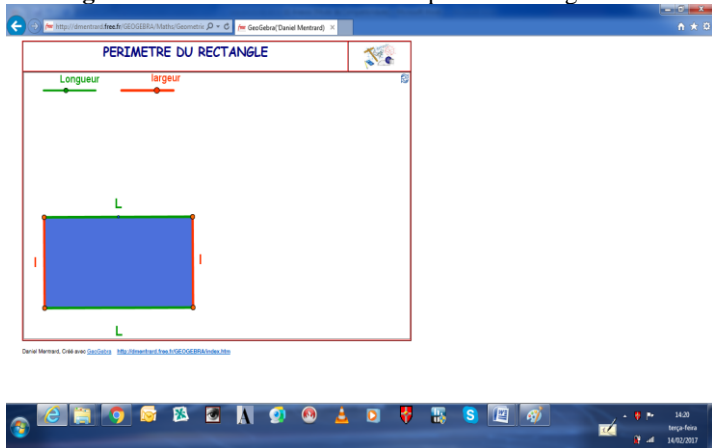 http://dmentrard.free.fr/GEOGEBRA/Maths/Geometrie
GeoGebra(Daniel Mentrard)
PERIMETRE DU RECTANGLE
Longueur
largeur
L
l
l
L
Daniel Mentrard, Créé avec GeoGebra http://dmentrard.free.fr/GEOGEBRA/index.htm
14:20
terça-feira
14/02/2017